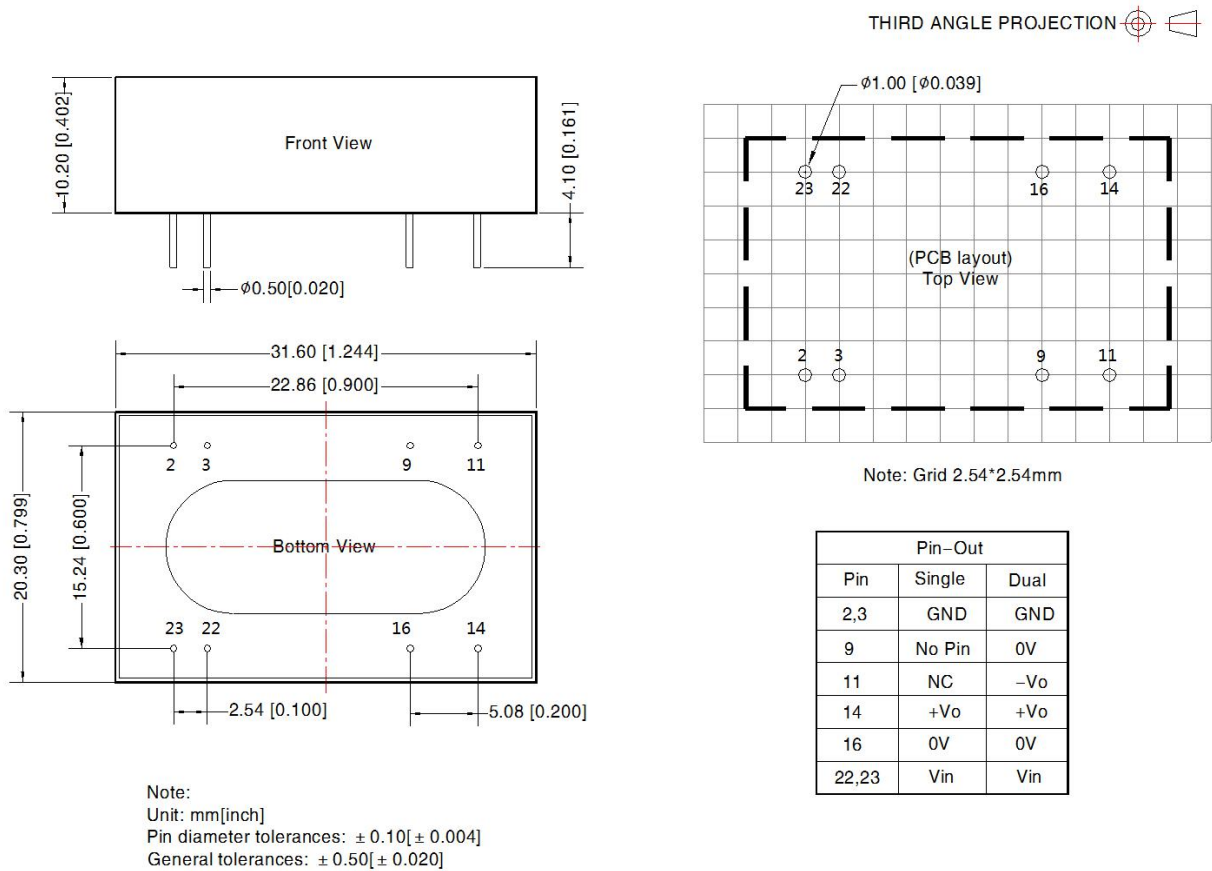 THIRD ANGLE PROJECTION
10.20 [0.402]
Front View
4.10 [0.161]
ϕ0.50[0.020]
ϕ1.00 [ϕ0.039]
23 22 16 14
(PCB layout)
Top View
2 3 9 11
Note: Grid 2.54*2.54mm
31.60 [1.244]
22.86 [0.900]
20.30 [0.799]
15.24 [0.600]
2 3 9 11
Bottom View
23 22 16 14
2.54 [0.100]
5.08 [0.200]
Pin-Out
Pin Single Dual
2,3 GND GND
9 No Pin 0V
11 NC -Vo
14 +Vo +Vo
16 0V 0V
22,23 Vin Vin
Note:
Unit: mm[inch]
Pin diameter tolerances: ± 0.10[± 0.004]
General tolerances: ± 0.50[± 0.020]